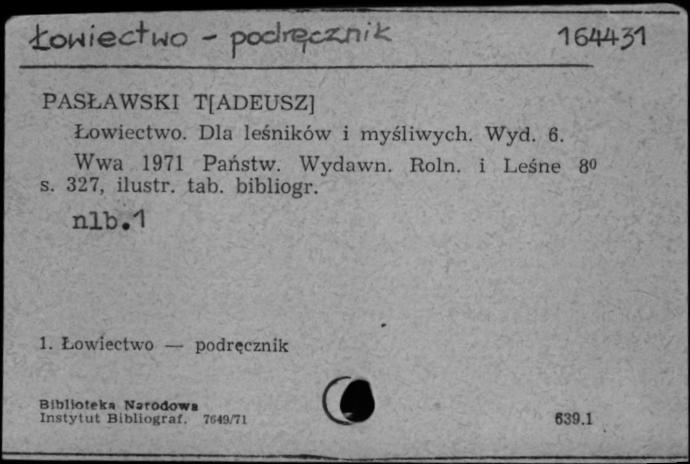 Łowiectwo - podręcznik 164431
PASŁAWSKI T[ADEUSZ]
Łowiectwo. Dla leśników i myśliwych. Wyd. 6.
Wwa 1971 Państw. Wydawn. Roln. i Leśne 8⁰
s. 327, ilustr. tab. bibliogr.
nlb.1
1. Łowiectwo — podręcznik
Biblioteka Narodowa
Instytut Bibliograf. 7649/71 639.1